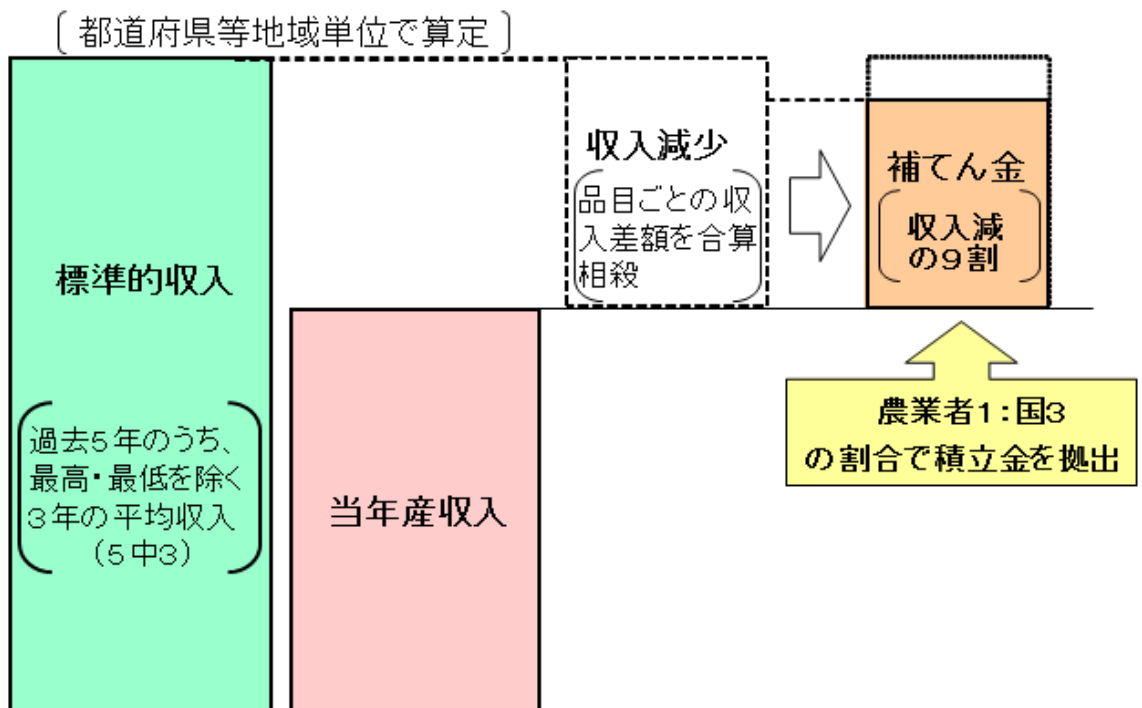 〔 都道府県等地域単位で算定 〕
標準的収入
過去５年のうち、
最高・最低を除く
３年の平均収入
（５中３）
当年産収入
収入減少
品目ごとの収
入差額を合算
相殺
補てん金
収入減
の９割
農業者１：国３
の割合で積立金を拠出